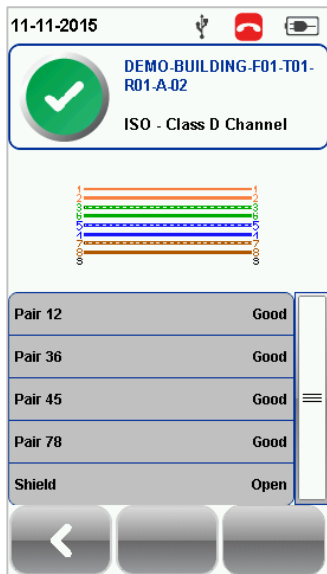 11-11-2015
DEMO-BUILDING-F01-T01-
R01-A-02
ISO - Class D Channel
1 1
2 2
3 3
6 6
5 5
4 4
7 7
8 8
S S
Pair 12 Good
Pair 36 Good
Pair 45 Good
Pair 78 Good
Shield Open